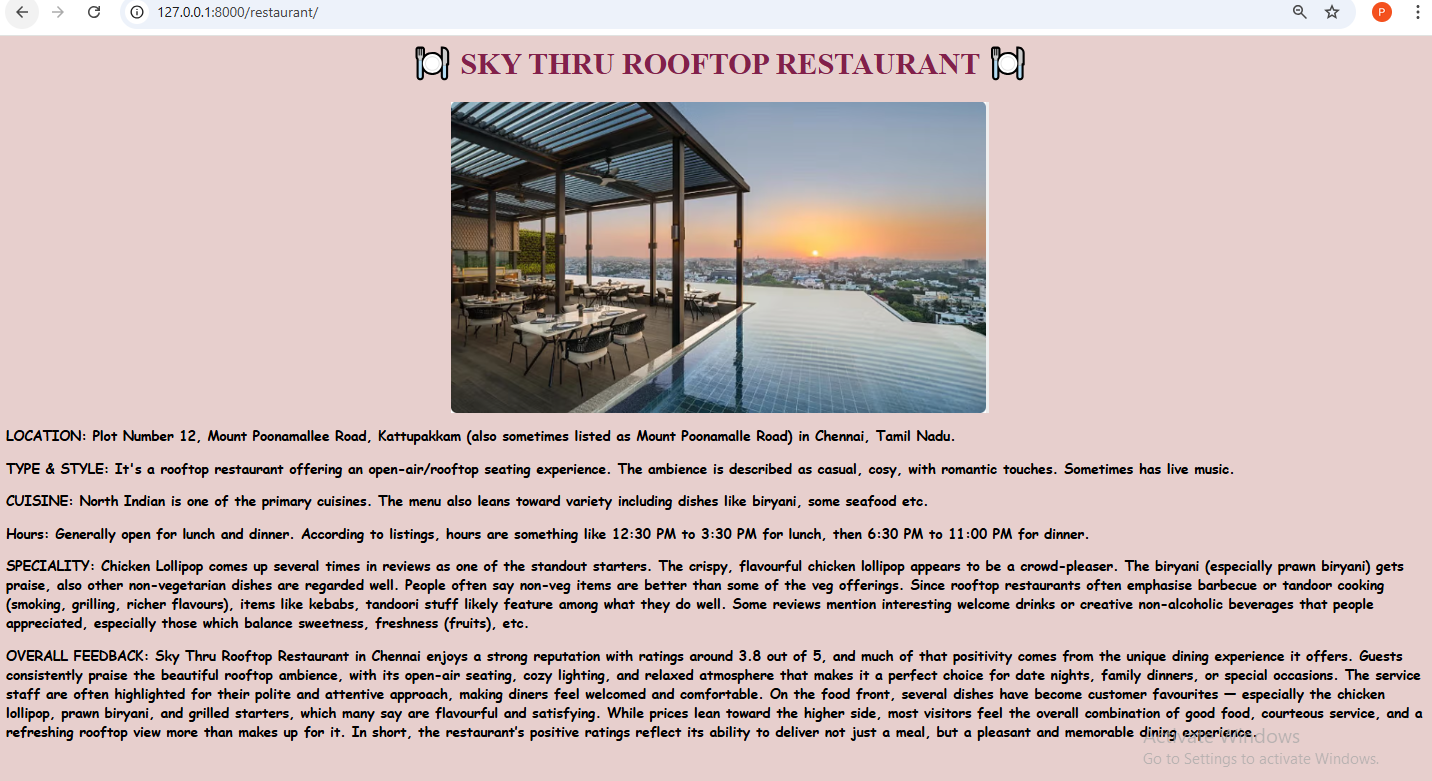 127.0.0.1:8000/restaurant/
P
🍽 SKY THRU ROOFTOP RESTAURANT 🍽
LOCATION: Plot Number 12, Mount Poonamallee Road, Kattupakkam (also sometimes listed as Mount Poonamalle Road) in Chennai, Tamil Nadu.
TYPE & STYLE: It's a rooftop restaurant offering an open-air/rooftop seating experience. The ambience is described as casual, cosy, with romantic touches. Sometimes has live music.
CUISINE: North Indian is one of the primary cuisines. The menu also leans toward variety including dishes like biryani, some seafood etc.
Hours: Generally open for lunch and dinner. According to listings, hours are something like 12:30 PM to 3:30 PM for lunch, then 6:30 PM to 11:00 PM for dinner.
SPECIALITY: Chicken Lollipop comes up several times in reviews as one of the standout starters. The crispy, flavourful chicken lollipop appears to be a crowd-pleaser. The biryani (especially prawn biryani) gets
praise, also other non-vegetarian dishes are regarded well. People often say non-veg items are better than some of the veg offerings. Since rooftop restaurants often emphasise barbecue or tandoor cooking
(smoking, grilling, richer flavours), items like kebabs, tandoori stuff likely feature among what they do well. Some reviews mention interesting welcome drinks or creative non-alcoholic beverages that people
appreciated, especially those which balance sweetness, freshness (fruits), etc.
OVERALL FEEDBACK: Sky Thru Rooftop Restaurant in Chennai enjoys a strong reputation with ratings around 3.8 out of 5, and much of that positivity comes from the unique dining experience it offers. Guests
consistently praise the beautiful rooftop ambience, with its open-air seating, cozy lighting, and relaxed atmosphere that makes it a perfect choice for date nights, family dinners, or special occasions. The service
staff are often highlighted for their polite and attentive approach, making diners feel welcomed and comfortable. On the food front, several dishes have become customer favourites — especially the chicken
lollipop, prawn biryani, and grilled starters, which many say are flavourful and satisfying. While prices lean toward the higher side, most visitors feel the overall combination of good food, courteous service, and a
refreshing rooftop view more than makes up for it. In short, the restaurant's positive ratings reflect its ability to deliver not just a meal, but a pleasant and memorable dining experience.
Activate Windows
Go to Settings to activate Windows.